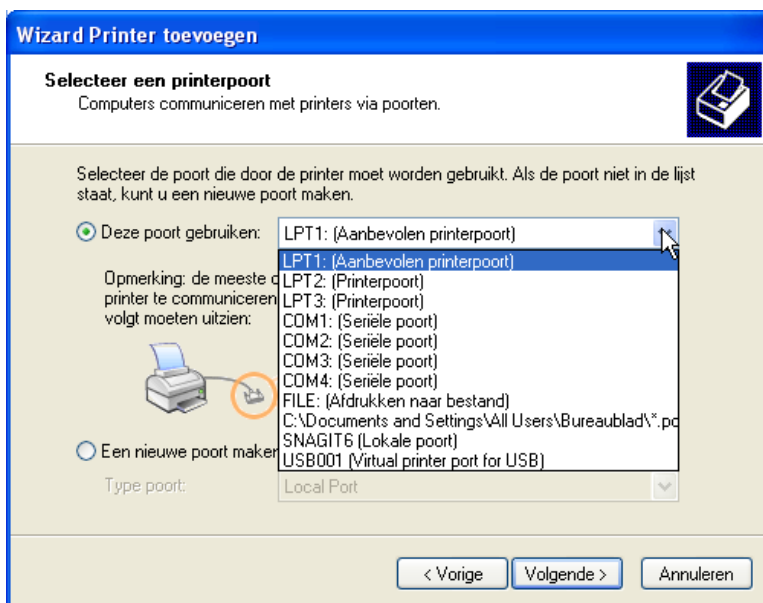 Wizard Printer toevoegen
Selecteer een printerpoort
Computers communiceren met printers via poorten.
Selecteer de poort die door de printer moet worden gebruikt. Als de poort niet in de lijst
staat, kunt u een nieuwe poort maken.
Deze poort gebruiken:
LPT1: (Aanbevolen printerpoort)
LPT1: (Aanbevolen printerpoort)
LPT2: (Printerpoort)
LPT3: (Printerpoort)
COM1: (Seriële poort)
COM2: (Seriële poort)
COM3: (Seriële poort)
COM4: (Seriële poort)
FILE: (Afdrukken naar bestand)
C:\Documents and Settings\All Users\Bureaublad\*.pd
SNAGIT6 (Lokale poort)
USB001 (Virtual printer port for USB)
Opmerking: de meeste
printer te communiceren
volgt moeten uitzien:
Een nieuwe poort maken
Type poort:
Local Port
< Vorige
Volgende >
Annuleren